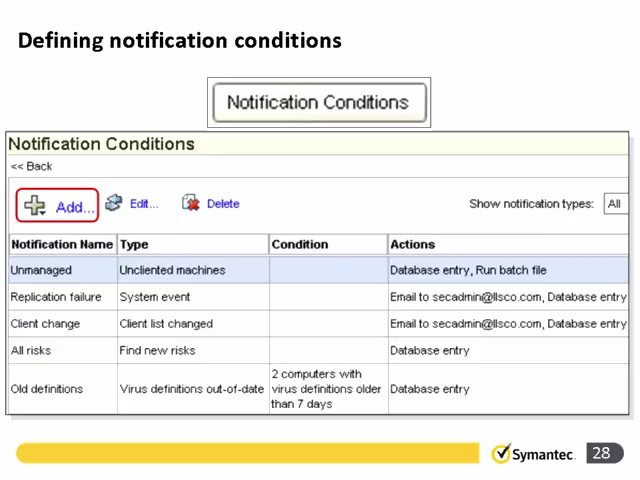 Defining notification conditions
Notification Conditions
Notification Conditions
<< Back
Add... Edit... Delete Show notification types: All
Notification Name Type Condition Actions
Unmanaged Unclients machines Database entry, Run batch file
Replication failure System event Email to secadmin@llsco.com, Database entry
Client change Client list changed Email to secadmin@llsco.com, Database entry
All risks Find new risks Database entry
2 computers with
Old definitions Virus definitions out-of-date virus definitions older Database entry
than 7 days
Symantec. 28